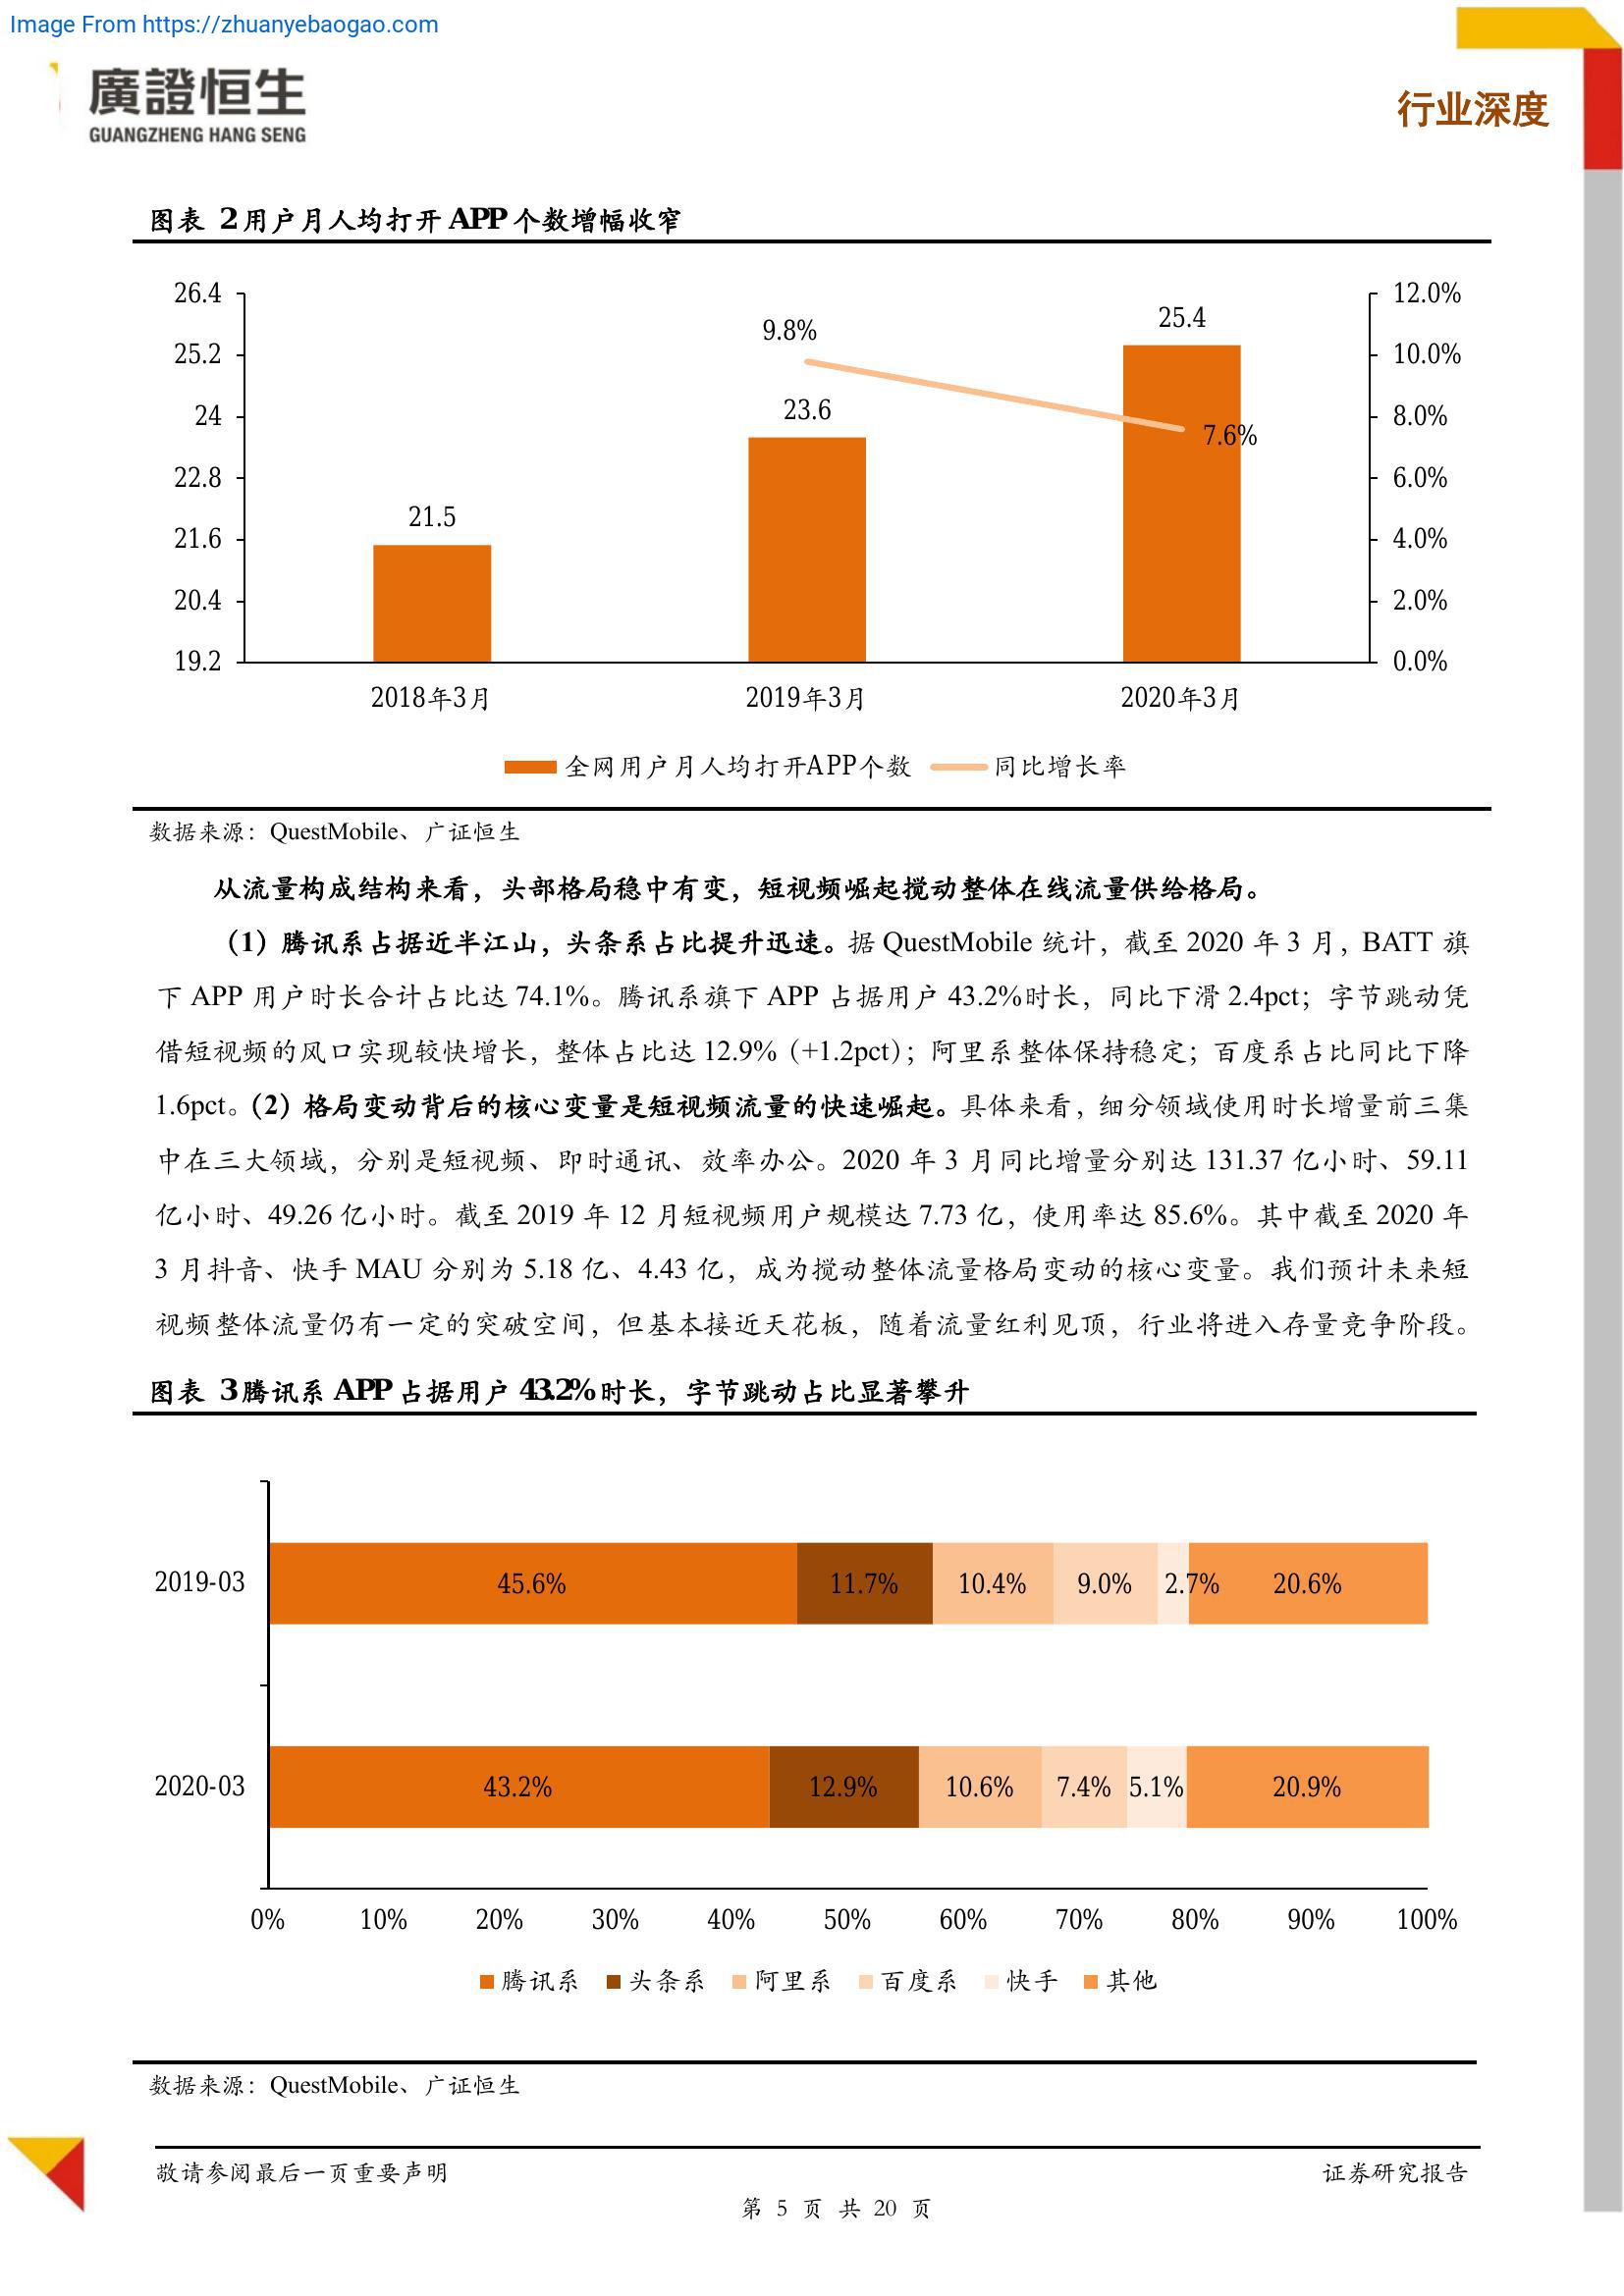 Image From https://zhuanyebaogao.com
廣證恒生
GUANGZHENG HANG SENG
行业深度
图表 2 用户月人均打开 APP 个数增幅收窄
26.4
25.2
24
22.8
21.6
20.4
19.2
12.0%
10.0%
8.0%
6.0%
4.0%
2.0%
0.0%
21.5
9.8%
23.6
25.4
7.6%
2018年3月
2019年3月
2020年3月
全网用户月人均打开APP个数
同比增长率
数据来源：QuestMobile、广证恒生
从流量构成结构来看，头部格局稳中有变，短视频崛起搅动整体在线流量供给格局。
（1）腾讯系占据近半江山，头条系占比提升迅速。据 QuestMobile 统计，截至 2020 年 3 月，BATT 旗
下 APP 用户时长合计占比达 74.1%。腾讯系旗下 APP 占据用户 43.2%时长，同比下滑 2.4pct；字节跳动凭
借短视频的风口实现较快增长，整体占比达 12.9%（+1.2pct）；阿里系整体保持稳定；百度系占比同比下降
1.6pct。（2）格局变动背后的核心变量是短视频流量的快速崛起。具体来看，细分领域使用时长增量前三集
中在三大领域，分别是短视频、即时通讯、效率办公。2020 年 3 月同比增量分别达 131.37 亿小时、59.11
亿小时、49.26 亿小时。截至 2019 年 12 月短视频用户规模达 7.73 亿，使用率达 85.6%。其中截至 2020 年
3 月抖音、快手 MAU 分别为 5.18 亿、4.43 亿，成为搅动整体流量格局变动的核心变量。我们预计未来短
视频整体流量仍有一定的突破空间，但基本接近天花板，随着流量红利见顶，行业将进入存量竞争阶段。
图表 3 腾讯系 APP 占据用户 43.2%时长，字节跳动占比显著攀升
2019-03
45.6%
11.7%
10.4%
9.0%
2.7%
20.6%
2020-03
43.2%
12.9%
10.6%
7.4%
5.1%
20.9%
0%
10%
20%
30%
40%
50%
60%
70%
80%
90%
100%
腾讯系
头条系
阿里系
百度系
快手
其他
数据来源：QuestMobile、广证恒生
敬请参阅最后一页重要声明
证券研究报告
第 5 页 共 20 页